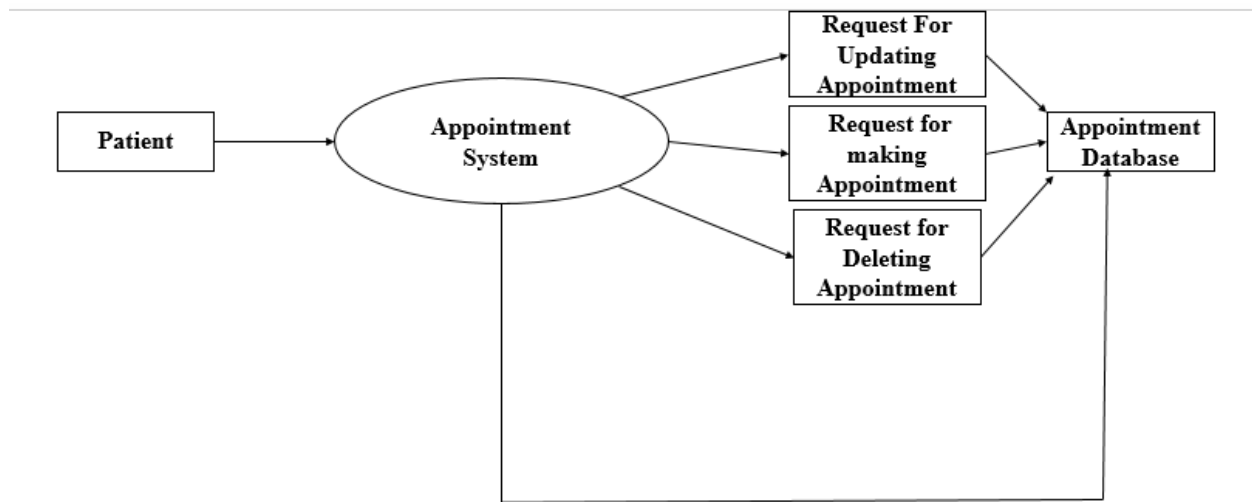 Patient
Appointment
System
Request For
Updating
Appointment
Request for
making
Appointment
Request for
Deleting
Appointment
Appointment
Database